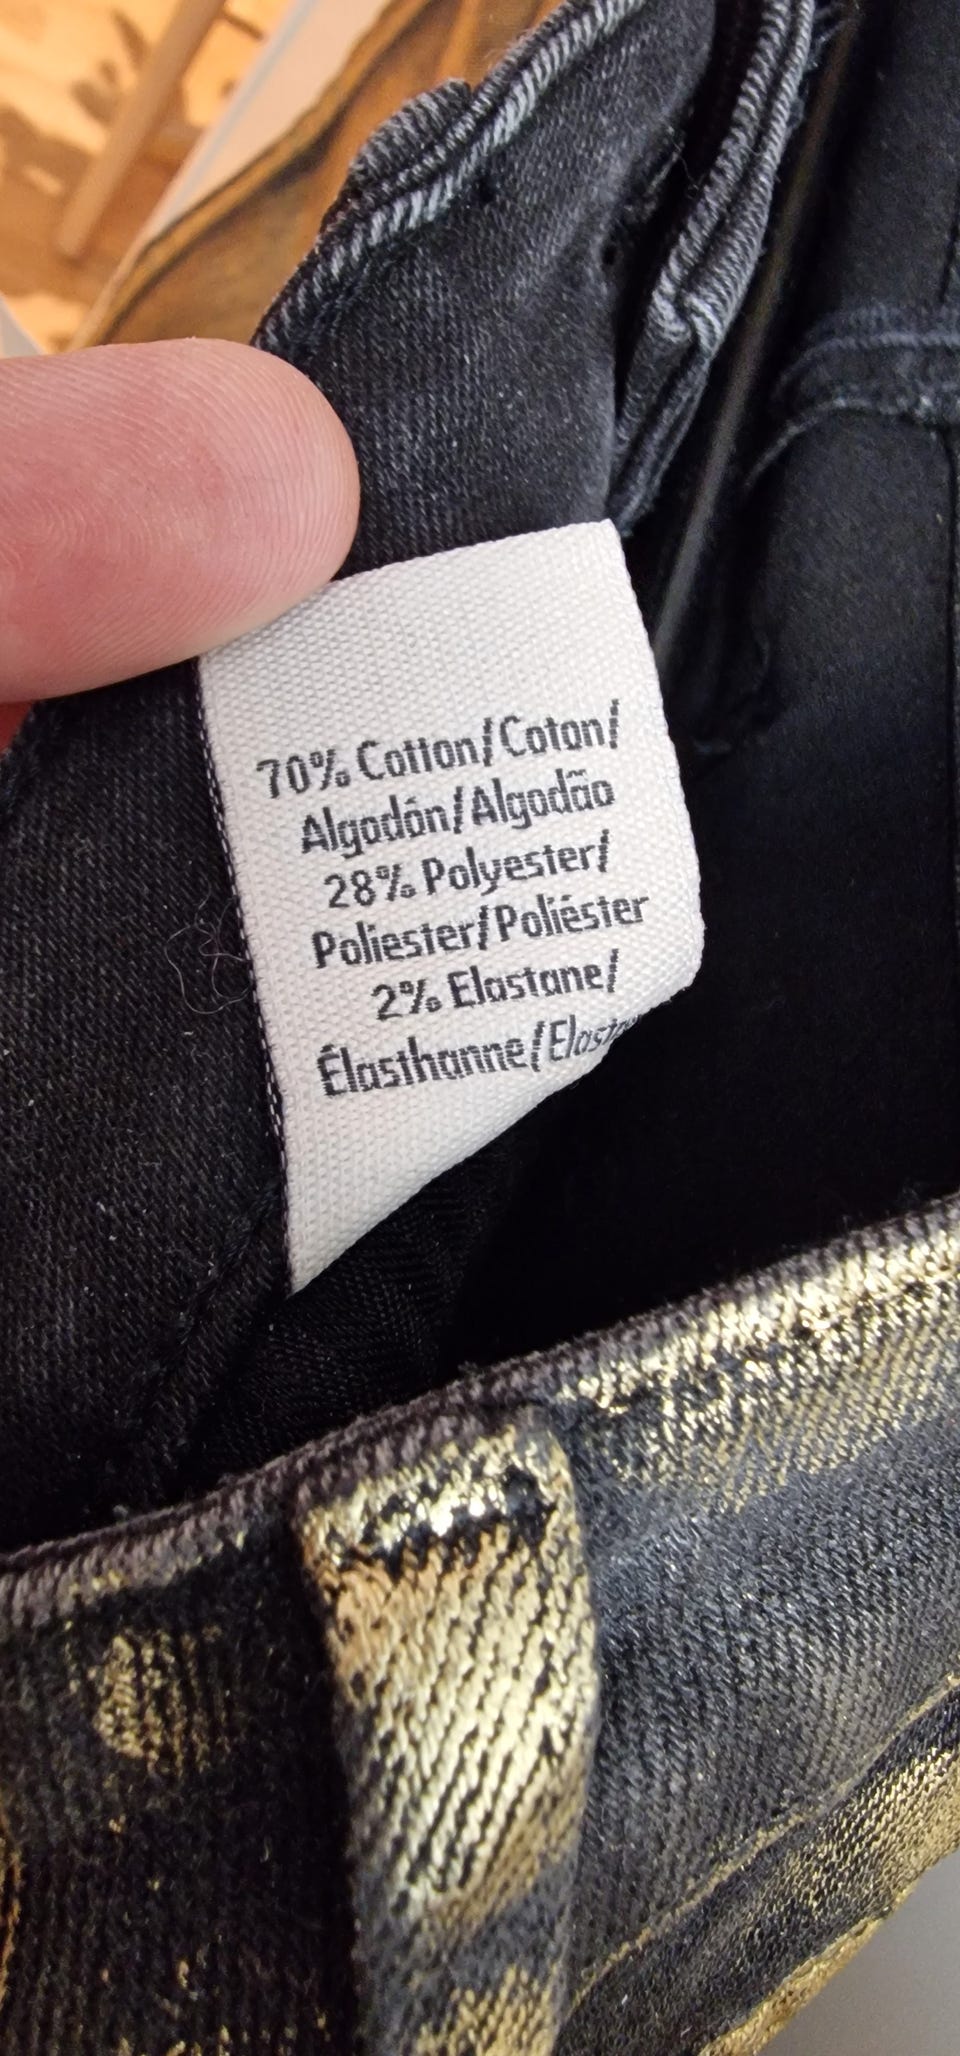 70% Cotton/Coton/
Algodón/Algodão
28% Polyester/
Poliester/Poliéster
2% Elastane/
Élasthanne/